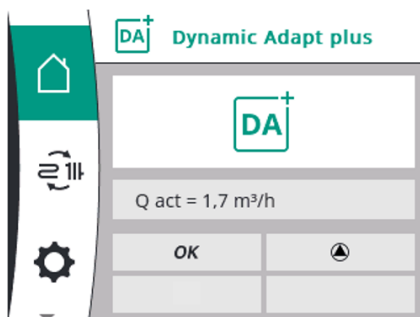 DA+ Dynamic Adapt plus
DA+
Q act = 1,7 m³/h
OK